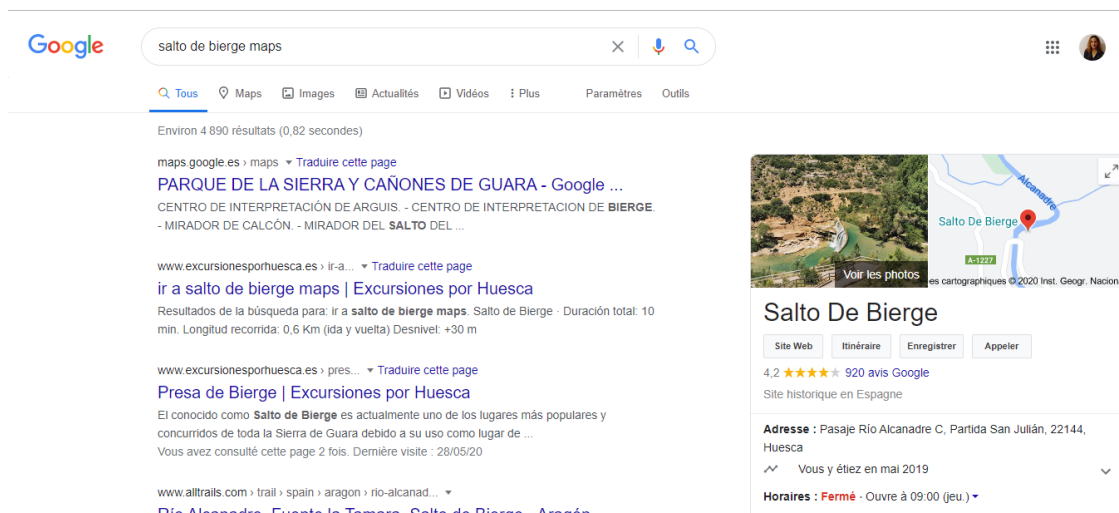 Google
salto de bierge maps
Tous Maps Images Actualités Vidéos Plus Paramètres Outils
Environ 4 890 résultats (0,82 secondes)
maps.google.es › maps Traduire cette page
PARQUE DE LA SIERRA Y CAÑONES DE GUARA - Google ...
CENTRO DE INTERPRETACIÓN DE ARGUIS. - CENTRO DE INTERPRETACION DE BIERGE.
- MIRADOR DE CALCÓN. - MIRADOR DEL SALTO DEL ...
www.excursionesporhuesca.es › ir-a... Traduire cette page
ir a salto de bierge maps | Excursiones por Huesca
Resultados de la búsqueda para: ir a salto de bierge maps. Salto de Bierge · Duración total: 10
min. Longitud recorrida: 0,6 Km (ida y vuelta) Desnivel: +30 m
www.excursionesporhuesca.es › pres... Traduire cette page
Presa de Bierge | Excursiones por Huesca
El conocido como Salto de Bierge es actualmente uno de los lugares más populares y
concurridos de toda la Sierra de Guara debido a su uso como lugar de ...
Vous avez consulté cette page 2 fois. Dernière visite : 28/05/20
www.alltrails.com › trail › spain › aragon › rio-alcanad...
Río Alcanadre, Fuente la Tamara, Salto de Bierge - Aragón
Voir les photos
Alcanadre
Salto De Bierge
A-1227
es cartographiques © 2020 Inst. Geogr. Nacion
Salto De Bierge
Site Web Itinéraire Enregistrer Appeler
4,2 ★★★★★ 920 avis Google
Site historique en Espagne
Adresse : Pasaje Río Alcanadre C, Partida San Julián, 22144,
Huesca
Vous y étiez en mai 2019
Horaires : Fermé · Ouvre à 09:00 (jeu.)